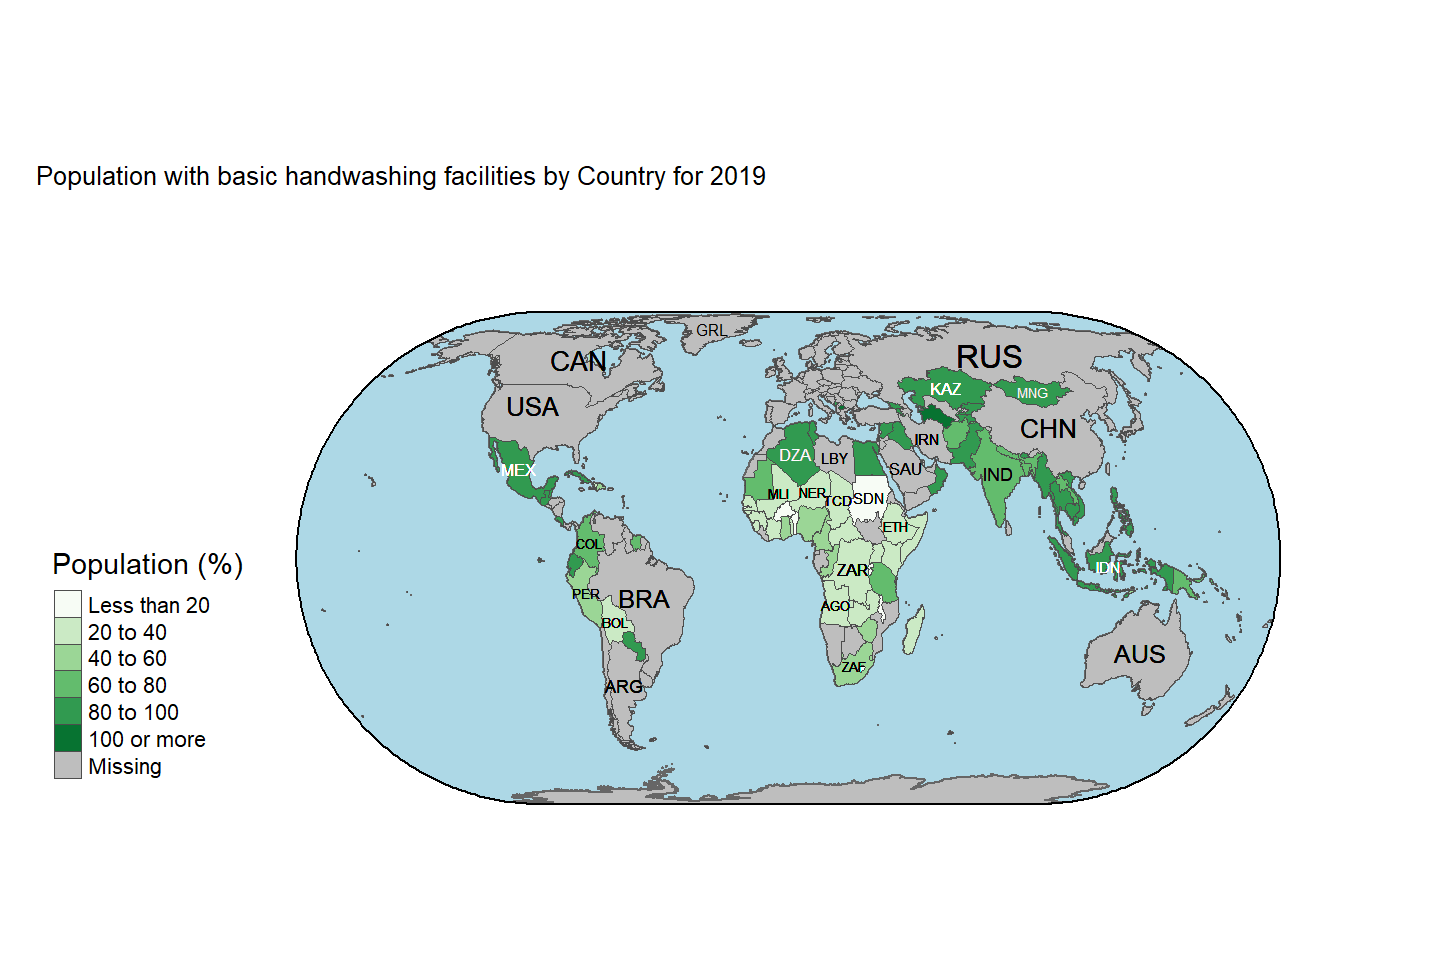 Population with basic handwashing facilities by Country for 2019
GRL
CAN
RUS
KAZ
MNG
USA
CHN
IRN
DZA
LBY
SAU
MEX
IND
MLI
NER
TCD
SDN
ETH
COL
ZAR
IDN
PER
BRA
AGO
BOL
AUS
ZAF
ARG
Population (%)
Less than 20
20 to 40
40 to 60
60 to 80
80 to 100
100 or more
Missing